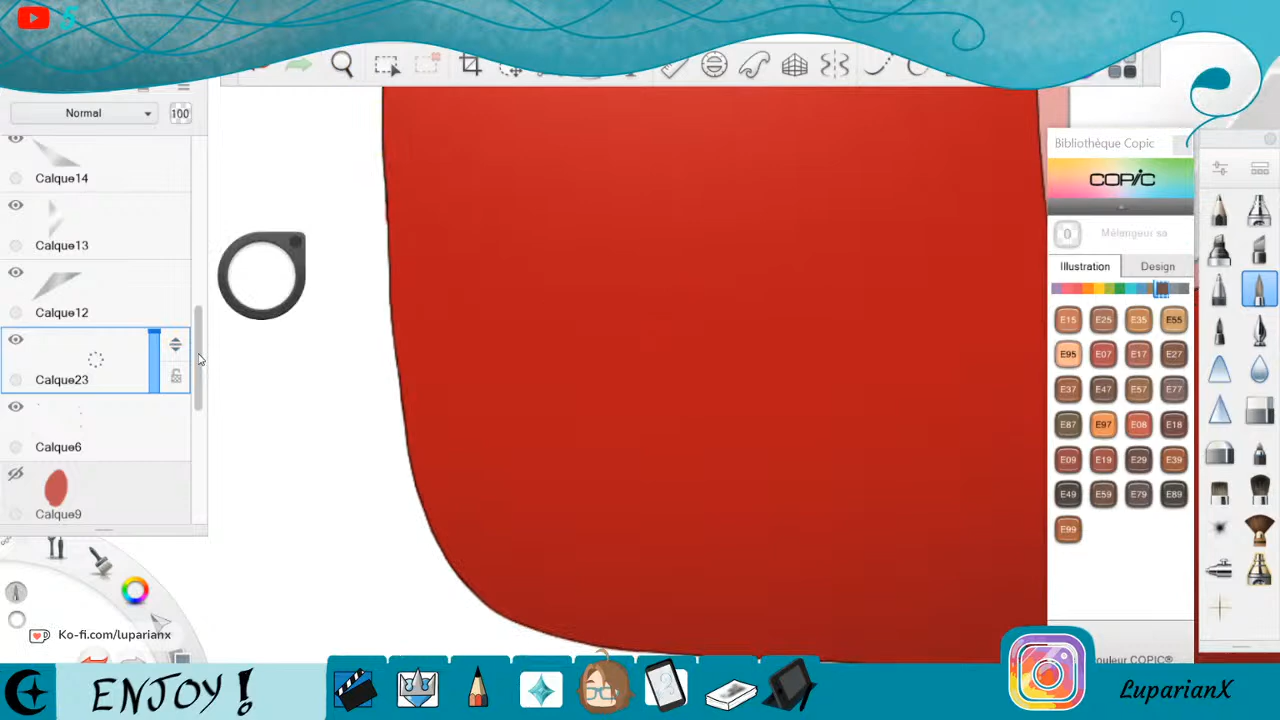 Normal
100
Calque14
Calque13
Calque12
Calque23
Calque6
Calque9
Bibliothèque Copic
COPIC
0 Mélangeur sa
Illustration Design
E15 E25 E35 E55
E95 E07 E17 E27
E37 E47 E57 E77
E87 E97 E08 E18
E09 E19 E29 E39
E49 E59 E79 E89
E99
ouleur COPIC®
Ko-fi.com/luparianx
ENJOY !
LuparianX